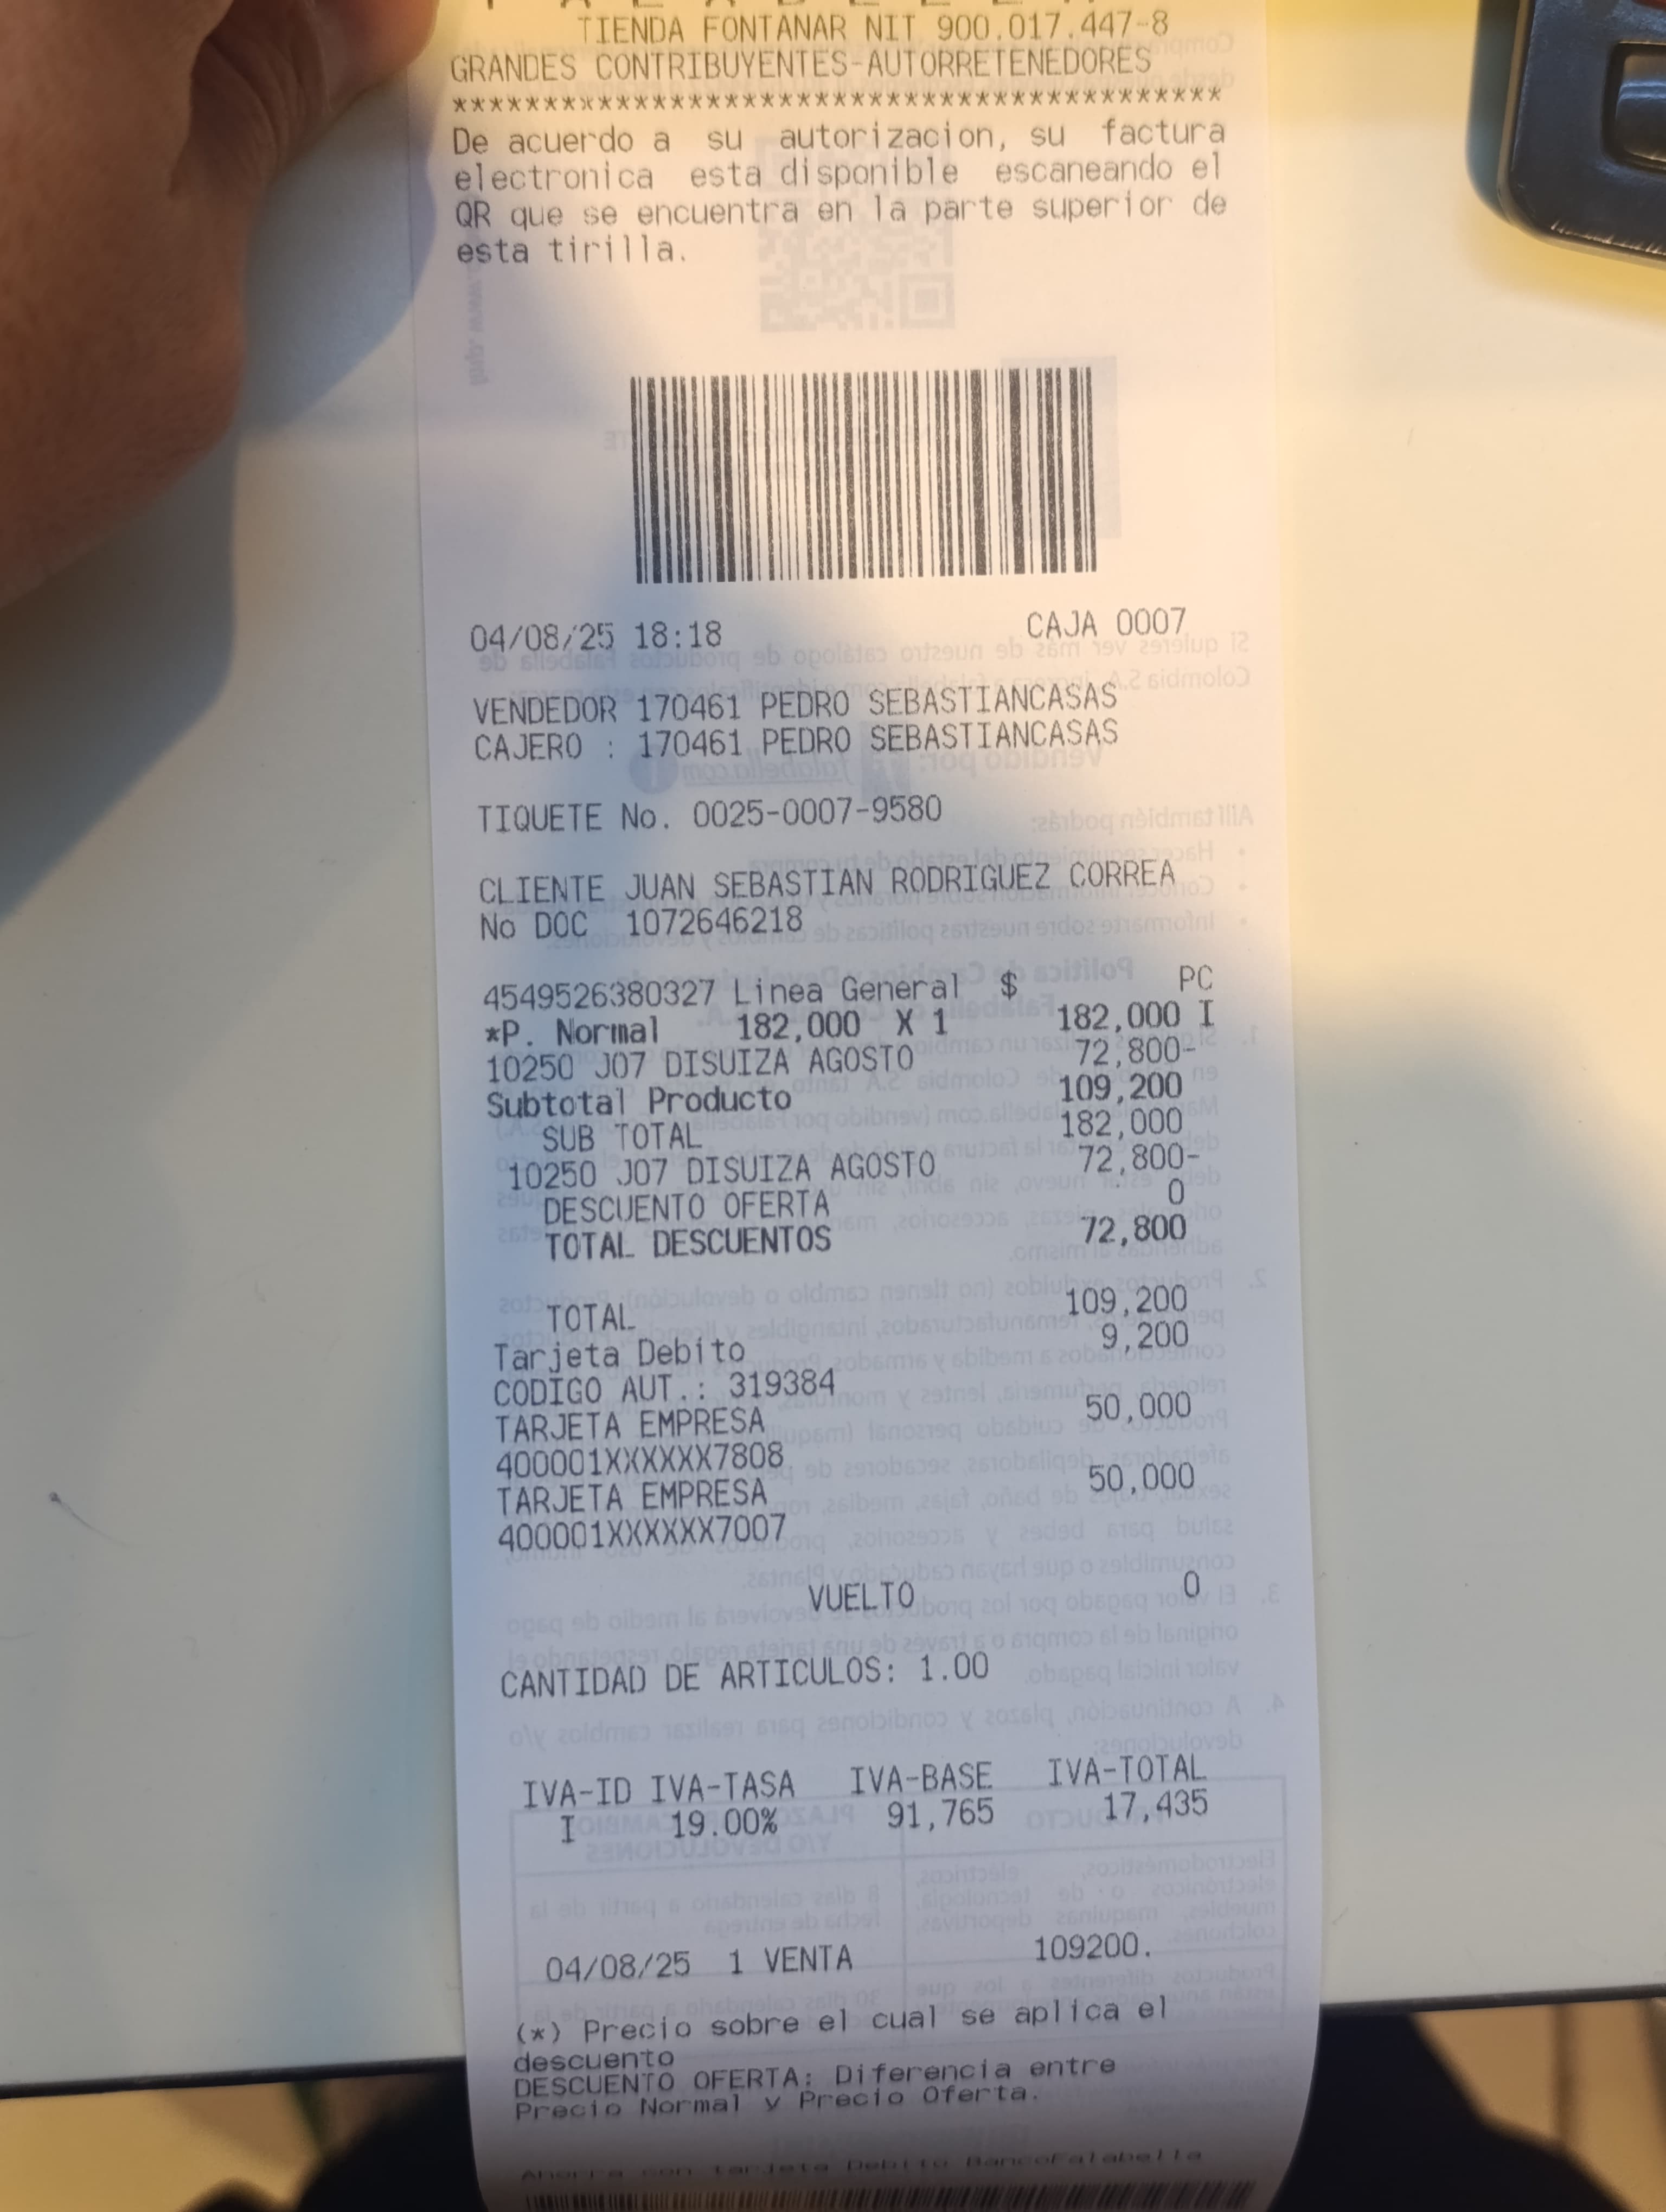 TIENDA FONTANAR NIT 900.017.447-8
GRANDES CONTRIBUYENTES-AUTORRETENEDORES
*******************************************
De acuerdo a su autorizacion, su factura
electronica esta disponible escaneando el
QR que se encuentra en la parte superior de
esta tirilla.
04/08/25 18:18 CAJA 0007
VENDEDOR 170461 PEDRO SEBASTIANCASAS
CAJERO : 170461 PEDRO SEBASTIANCASAS
TIQUETE No. 0025-0007-9580
CLIENTE JUAN SEBASTIAN RODRIGUEZ CORREA
No DOC 1072646218
4549526380327 Linea General $ PC
*P. Normal 182,000 X 1 182,000 I
10250 J07 DISUIZA AGOSTO 72,800-
Subtotal Producto 109,200
SUB TOTAL 182,000
10250 J07 DISUIZA AGOSTO 72,800-
DESCUENTO OFERTA 0
TOTAL DESCUENTOS 72,800
TOTAL 109,200
Tarjeta Debito 9,200
CODIGO AUT.: 319384
TARJETA EMPRESA 50,000
400001XXXXXX7808
TARJETA EMPRESA 50,000
400001XXXXXX7007
VUELTO 0
CANTIDAD DE ARTICULOS: 1.00
IVA-ID IVA-TASA IVA-BASE IVA-TOTAL
I 19.00% 91,765 17,435
04/08/25 1 VENTA 109200.
(*) Precio sobre el cual se aplica el
descuento
DESCUENTO OFERTA: Diferencia entre
Precio Normal y Precio Oferta.
Ahorra con tarjeta Debito BancoFalabella